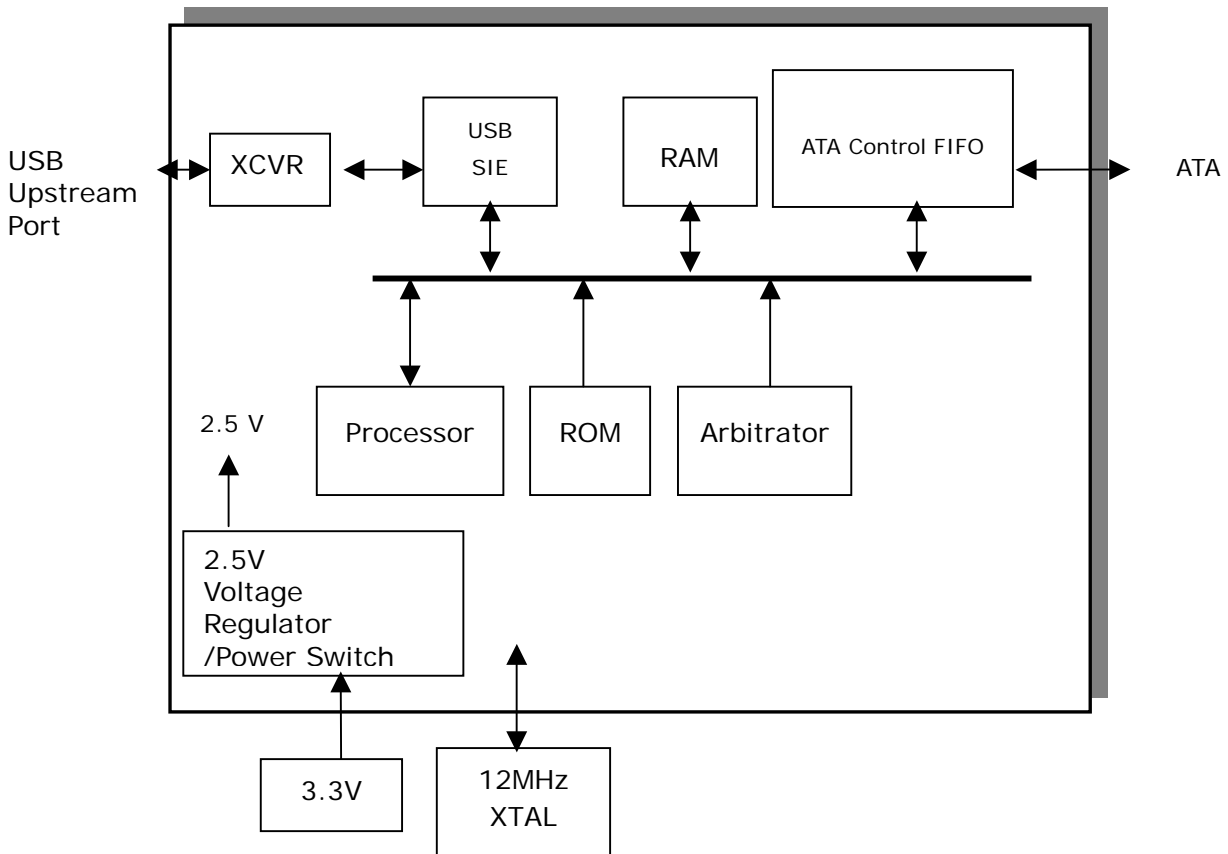 USB
Upstream
Port
XCVR
USB
SIE
RAM
ATA Control FIFO
ATA
Processor
ROM
Arbitrator
2.5 V
2.5V
Voltage
Regulator
/Power Switch
3.3V
12MHz
XTAL